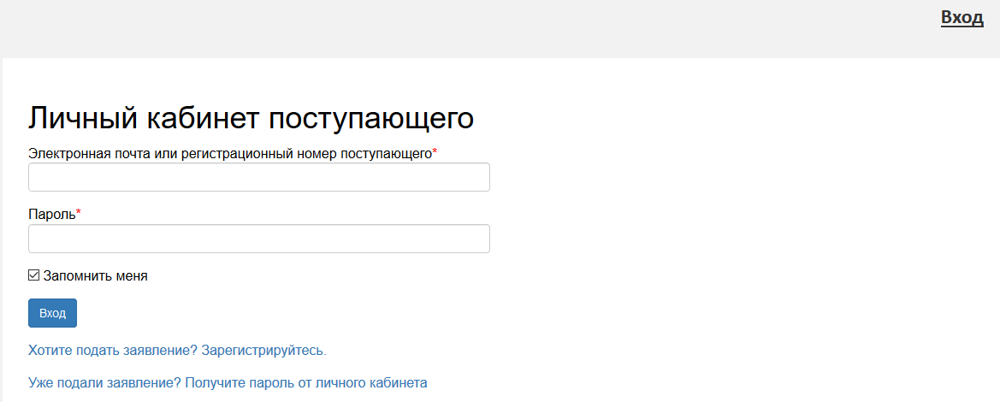 Вход
Личный кабинет поступающего
Электронная почта или регистрационный номер поступающего*
Пароль*
Запомнить меня
Вход
Хотите подать заявление? Зарегистрируйтесь.
Уже подали заявление? Получите пароль от личного кабинета